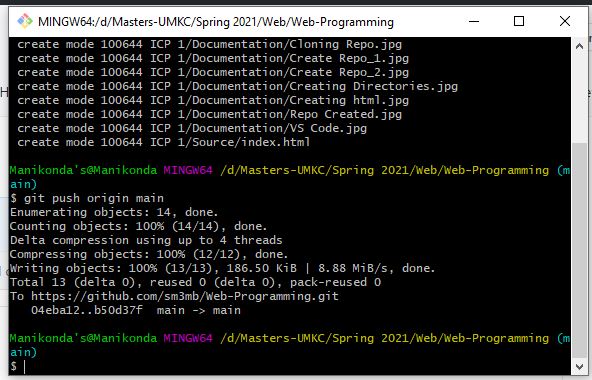 MINGW64:/d/Masters-UMKC/Spring 2021/Web/Web-Programming
create mode 100644 ICP 1/Documentation/Cloning Repo.jpg
create mode 100644 ICP 1/Documentation/Create Repo_1.jpg
create mode 100644 ICP 1/Documentation/Create Repo_2.jpg
create mode 100644 ICP 1/Documentation/Creating Directories.jpg
create mode 100644 ICP 1/Documentation/Creating html.jpg
create mode 100644 ICP 1/Documentation/Repo Created.jpg
create mode 100644 ICP 1/Documentation/VS Code.jpg
create mode 100644 ICP 1/Source/index.html
Manikonda's@Manikonda MINGW64 /d/Masters-UMKC/Spring 2021/Web/Web-Programming (m
ain)
$ git push origin main
Enumerating objects: 14, done.
Counting objects: 100% (14/14), done.
Delta compression using up to 4 threads
Compressing objects: 100% (12/12), done.
Writing objects: 100% (13/13), 186.50 KiB | 8.88 MiB/s, done.
Total 13 (delta 0), reused 0 (delta 0), pack-reused 0
To https://github.com/sm3mb/Web-Programming.git
04eba12..b50d37f  main -> main
Manikonda's@Manikonda MINGW64 /d/Masters-UMKC/Spring 2021/Web/Web-Programming (m
ain)
$